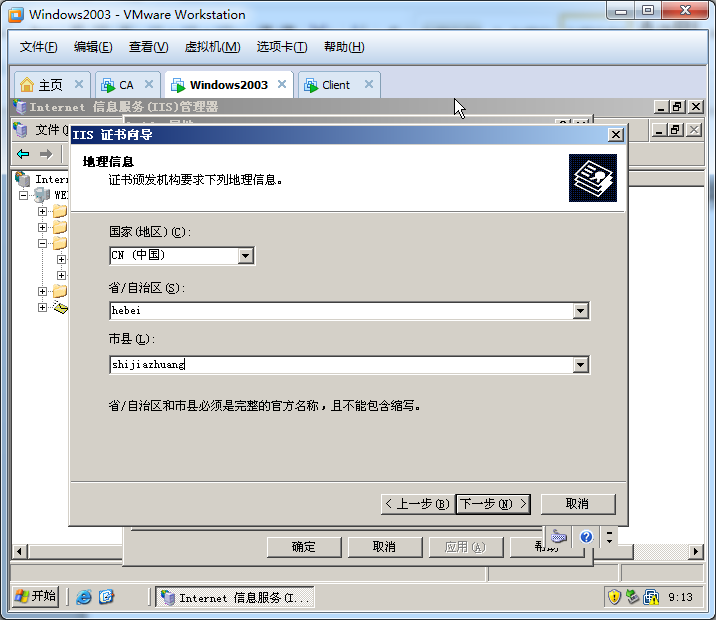 Windows2003 - VMware Workstation
文件(F) 编辑(E) 查看(V) 虚拟机(M) 选项卡(T) 帮助(H)
主页 CA Windows2003 Client
Internet 信息服务(IIS)管理器
文件(
IIS 证书向导
地理信息
证书颁发机构要求下列地理信息。
Intern
WE
国家(地区)(C):
CN (中国)
省/自治区(S):
hebei
市县(L):
shijiazhuang
省/自治区和市县必须是完整的官方名称，且不能包含缩写。
< 上一步(B) 下一步(N) > 取消
确定 取消 应用(A) 帮助
开始 Internet 信息服务(I... 9:13